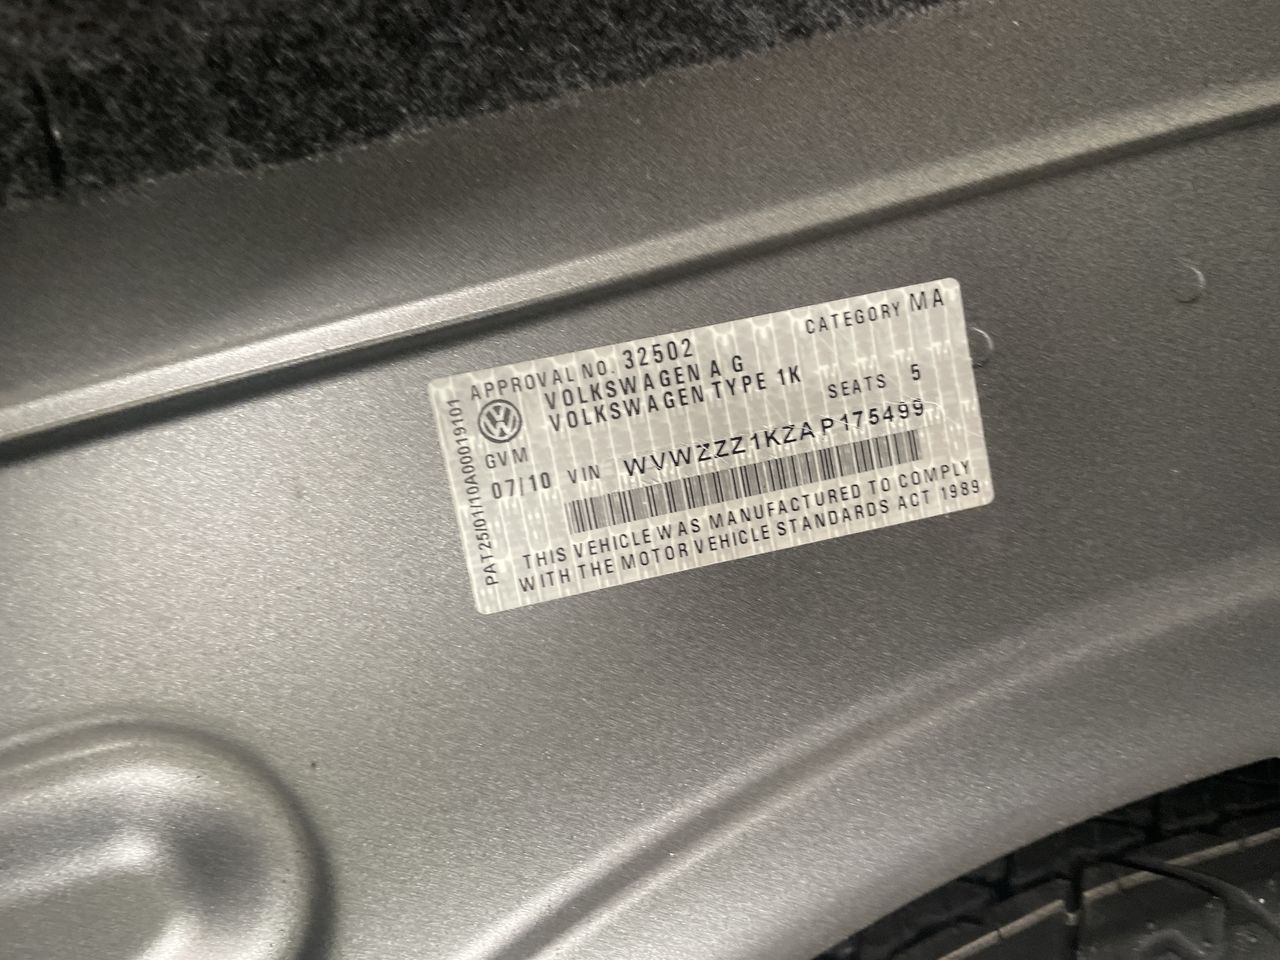 APPROVAL NO. 32502 CATEGORY MA
VOLKSWAGEN A G
VOLKSWAGEN TYPE 1K SEATS 5
GVM
07/10 VIN WVWZZZ1KZAP175499
THIS VEHICLE WAS MANUFACTURED TO COMPLY
WITH THE MOTOR VEHICLE STANDARDS ACT 1989
PAT25/01/10A00019101